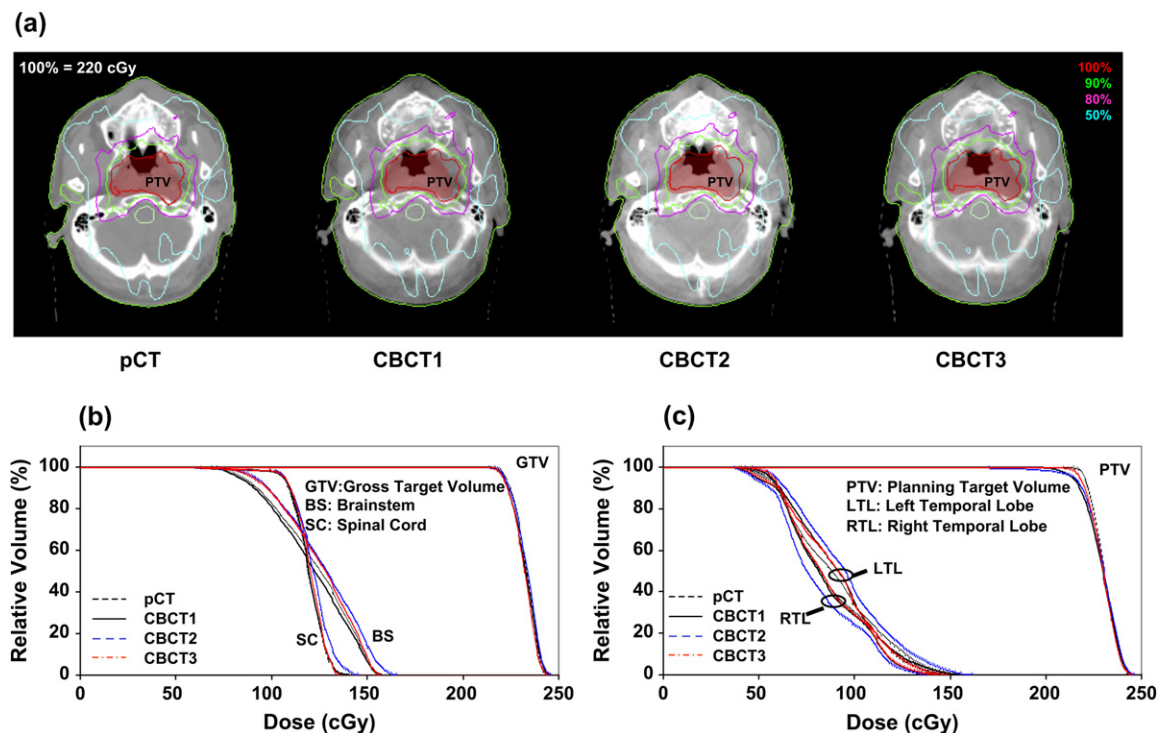 (a)
100% = 220 cGy
100%
90%
80%
50%
PTV
PTV
PTV
PTV
pCT
CBCT1
CBCT2
CBCT3
(b)
Relative Volume (%)
100
80
60
40
20
0
GTV
GTV:Gross Target Volume
BS: Brainstem
SC: Spinal Cord
pCT
CBCT1
CBCT2
CBCT3
SC
BS
0
50
100
150
200
250
Dose (cGy)
(c)
Relative Volume (%)
100
80
60
40
20
0
PTV
PTV: Planning Target Volume
LTL: Left Temporal Lobe
RTL: Right Temporal Lobe
LTL
RTL
pCT
CBCT1
CBCT2
CBCT3
0
50
100
150
200
250
Dose (cGy)